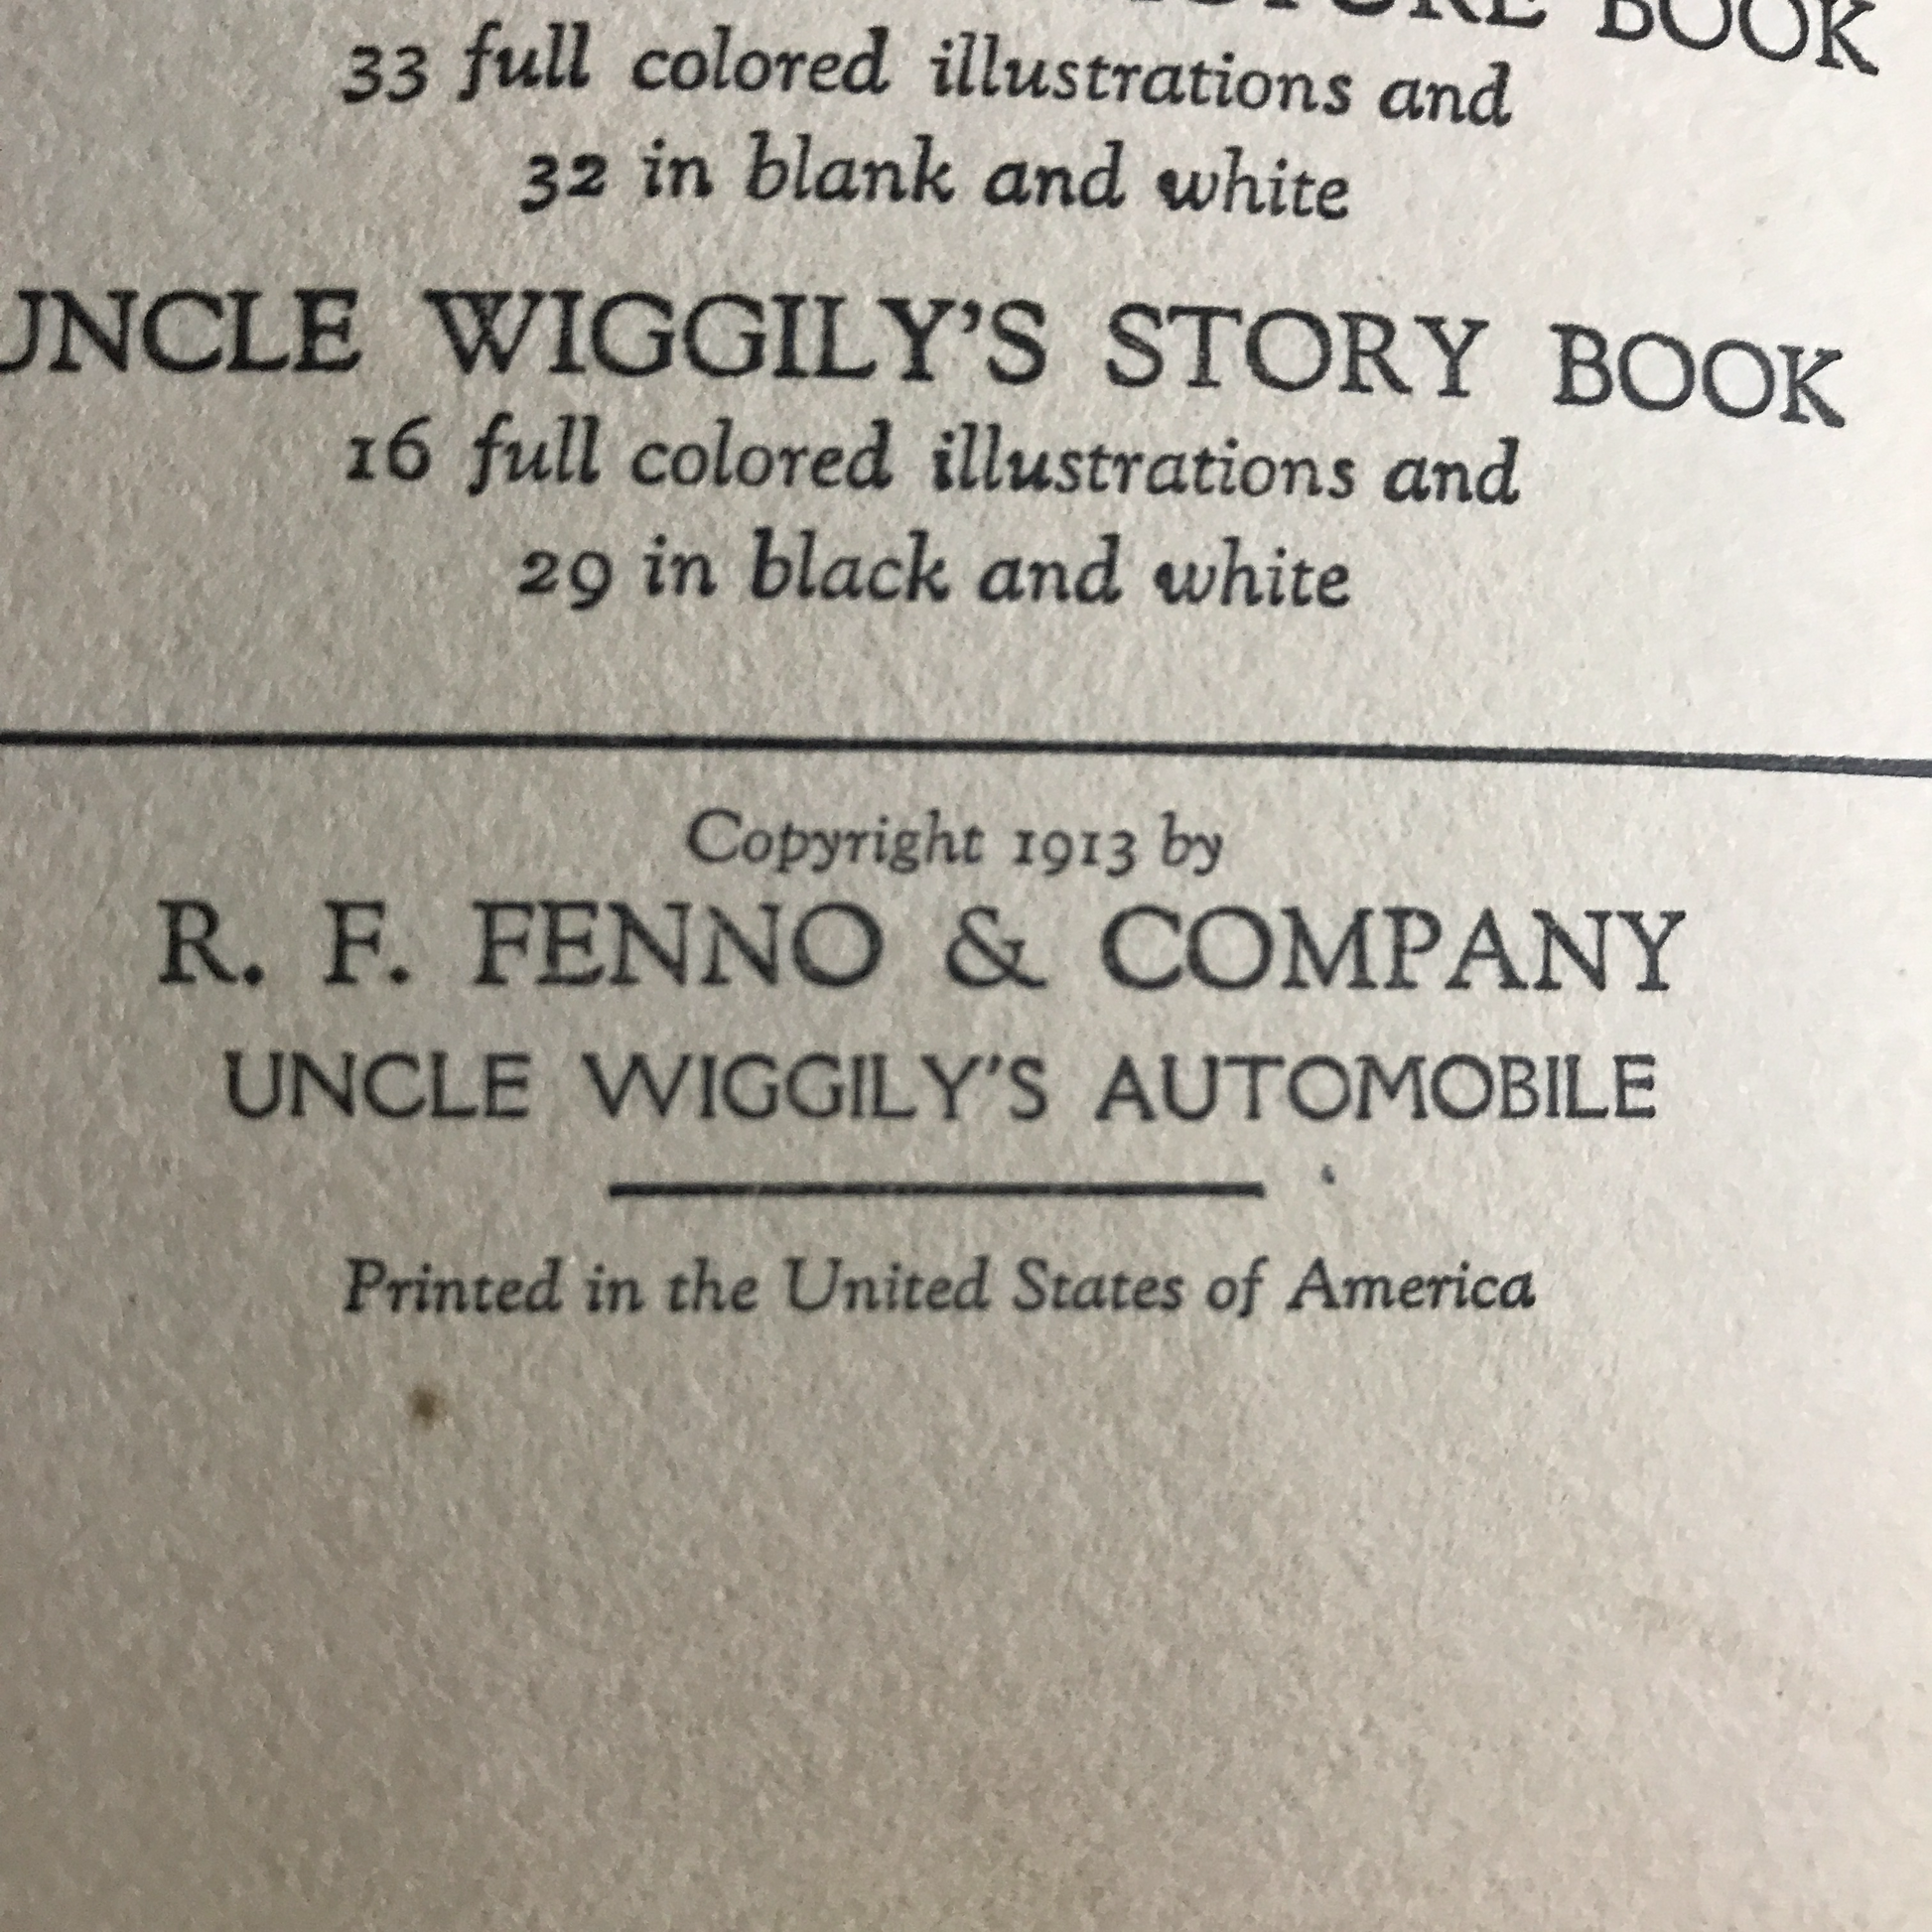 BOOK
33 full colored illustrations and
32 in blank and white
UNCLE WIGGILY'S STORY BOOK
16 full colored illustrations and
29 in black and white
Copyright 1913 by
R. F. FENNO & COMPANY
UNCLE WIGGILY'S AUTOMOBILE
Printed in the United States of America